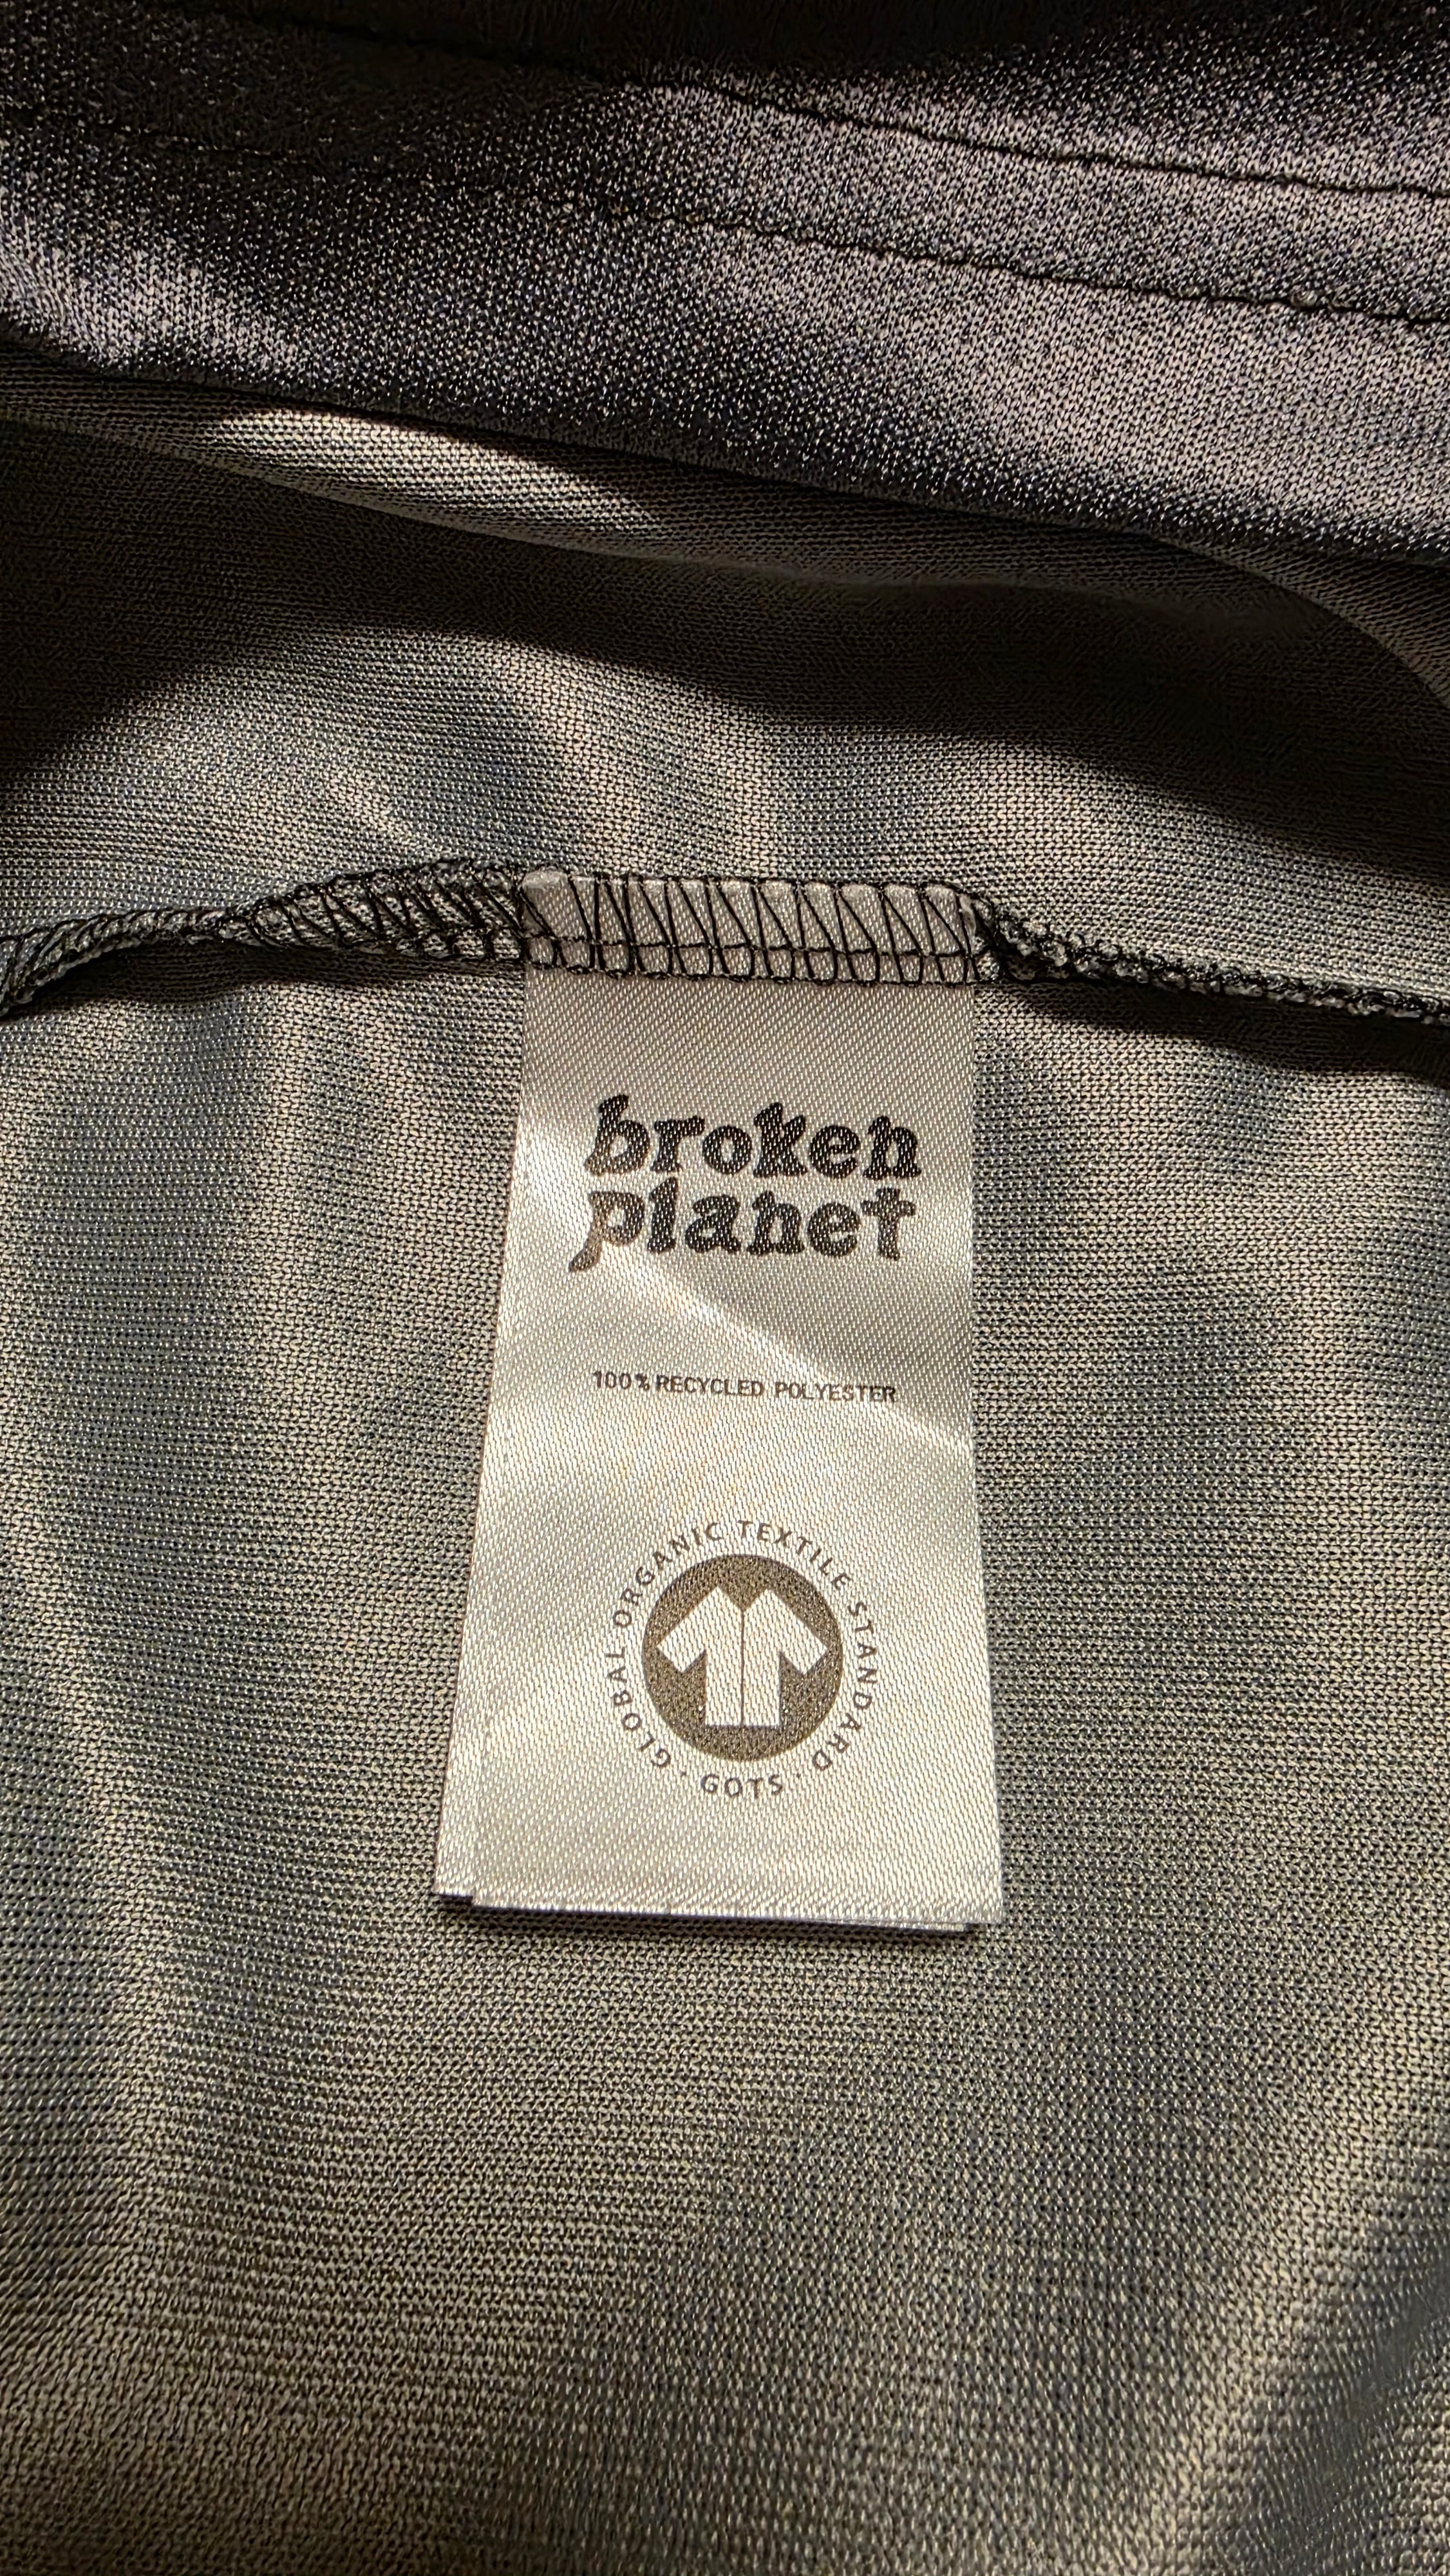 broken
planet
100% RECYCLED POLYESTER
GLOBAL ORGANIC TEXTILE STANDARD · GOTS ·